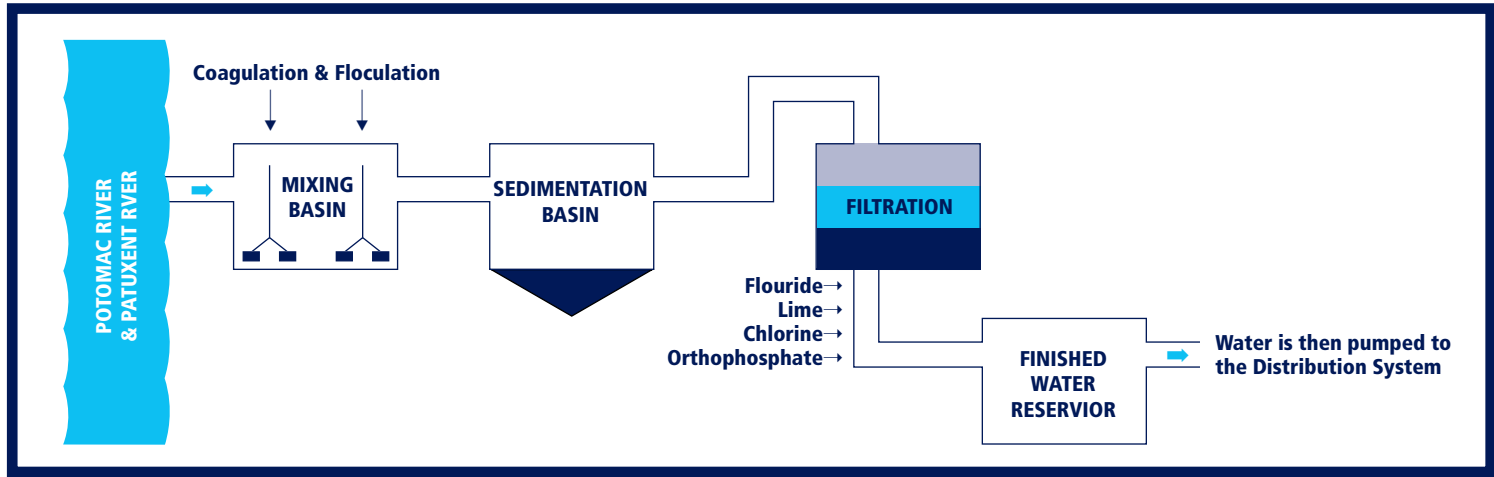 Coagulation & Floculation
POTOMAC RIVER
& PATUXENT RVER
MIXING
BASIN
SEDIMENTATION
BASIN
FILTRATION
Flouride
Lime
Chlorine
Orthophosphate
FINISHED
WATER
RESERVIOR
Water is then pumped to
the Distribution System